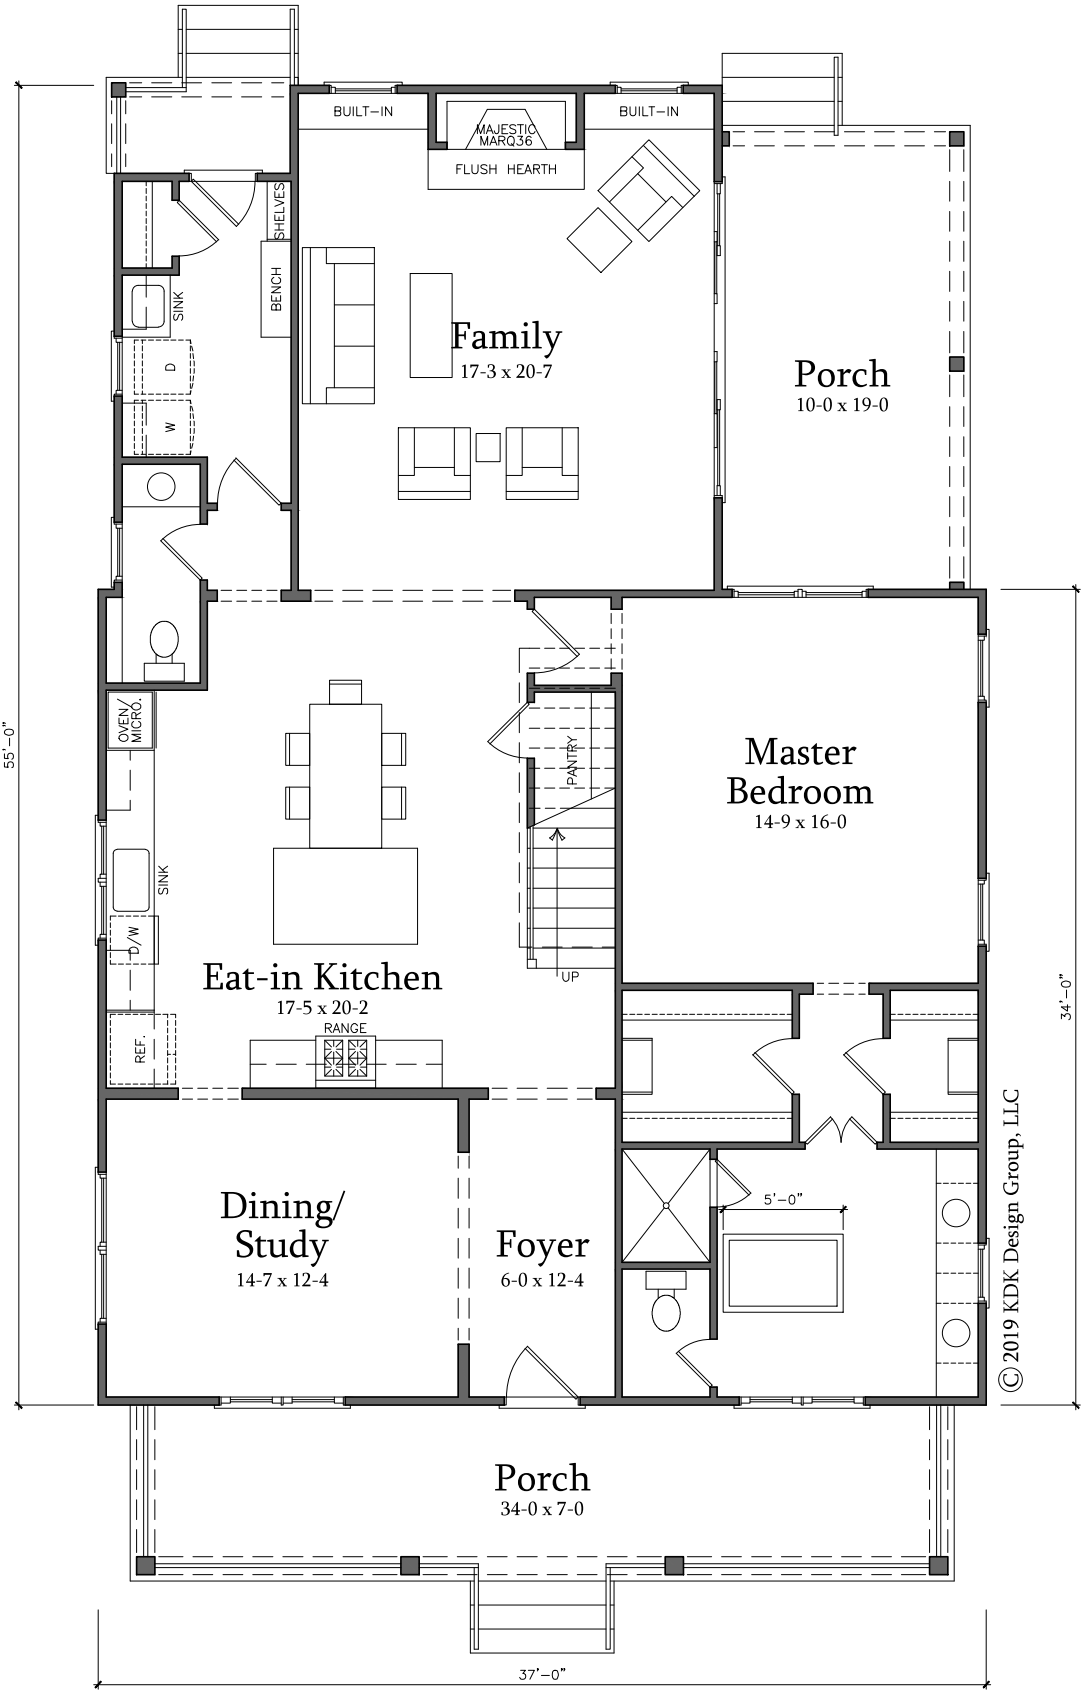 BUILT-IN
MAJESTIC
MARQ36
BUILT-IN
FLUSH HEARTH
SHELVES
BENCH
SINK
D
W
Family
17-3 x 20-7
Porch
10-0 x 19-0
OVEN/
MICRO.
PANTRY
Master
Bedroom
14-9 x 16-0
55'-0"
SINK
D/W
UP
Eat-in Kitchen
17-5 x 20-2
RANGE
REF.
34'-0"
Dining/
Study
14-7 x 12-4
Foyer
6-0 x 12-4
5'-0"
© 2019 KDK Design Group, LLC
Porch
34-0 x 7-0
37'-0"